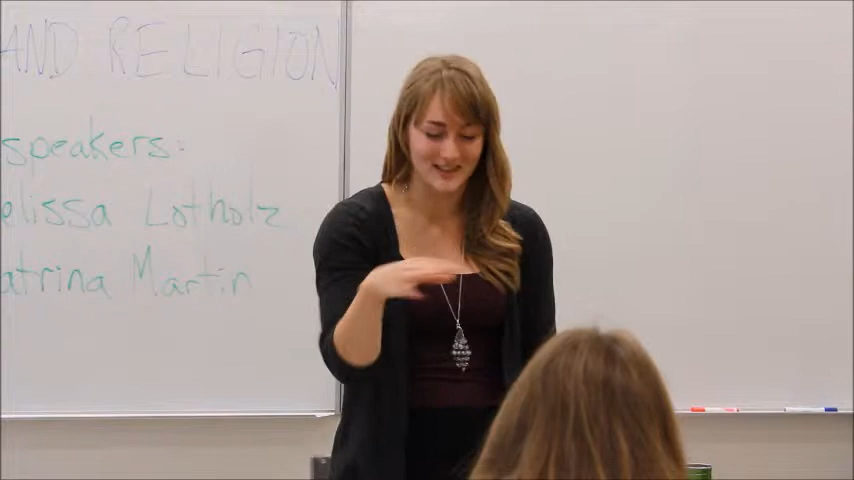 AND RELIGION
speakers:
elissa Lotholz
atrina Martin